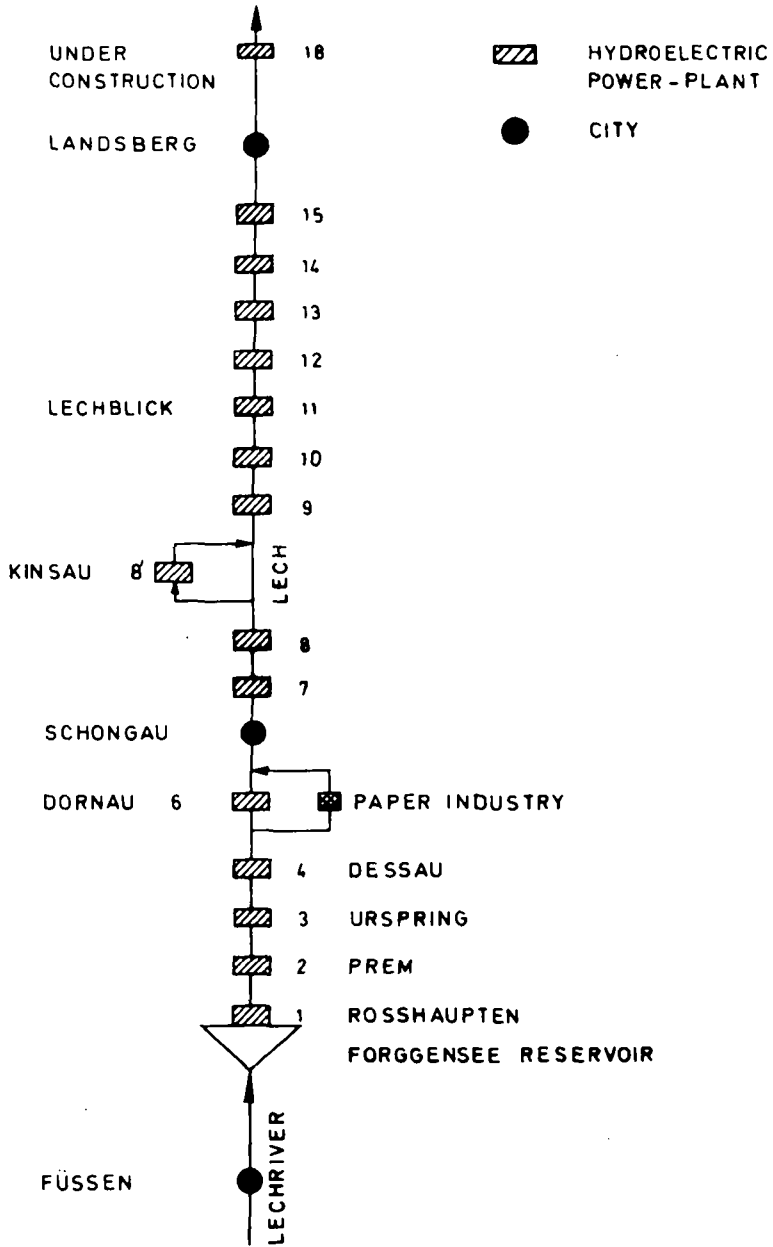 UNDER
CONSTRUCTION
18
HYDROELECTRIC
POWER-PLANT
CITY
LANDSBERG
15
14
13
12
LECHBLICK 11
10
9
KINSAU 8'
LECH
8
7
SCHONGAU
DORNAU 6
PAPER INDUSTRY
4 DESSAU
3 URSPRING
2 PREM
1 ROSSHAUPTEN
FORGGENSEE RESERVOIR
LECHRIVER
FÜSSEN